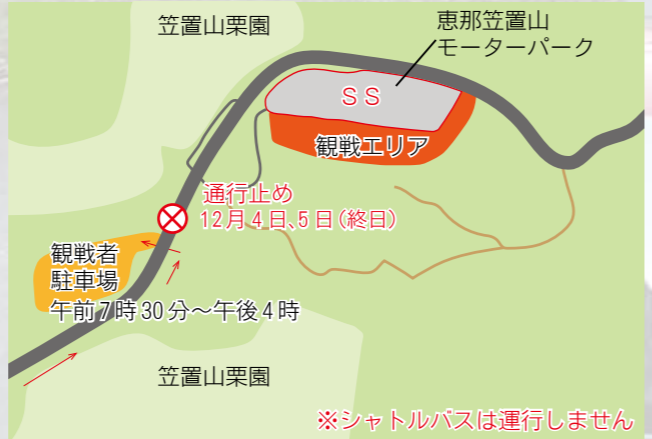 笠置山栗園
恵那笠置山
モーターパーク
SS
観戦エリア
通行止め
12月4日、5日(終日)
観戦者
駐車場
午前7時30分〜午後4時
笠置山栗園
※シャトルバスは運行しません